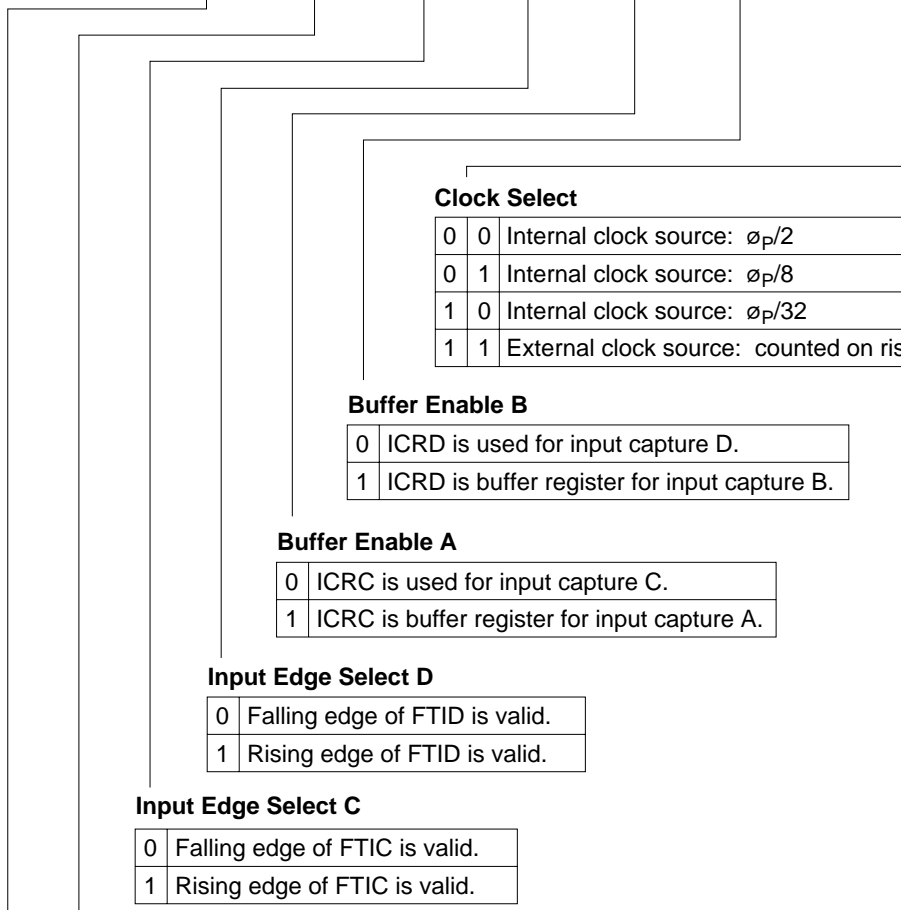 Clock Select
0 0 Internal clock source: øP/2
0 1 Internal clock source: øP/8
1 0 Internal clock source: øP/32
1 1 External clock source: counted on ris
Buffer Enable B
0 ICRD is used for input capture D.
1 ICRD is buffer register for input capture B.
Buffer Enable A
0 ICRC is used for input capture C.
1 ICRC is buffer register for input capture A.
Input Edge Select D
0 Falling edge of FTID is valid.
1 Rising edge of FTID is valid.
Input Edge Select C
0 Falling edge of FTIC is valid.
1 Rising edge of FTIC is valid.